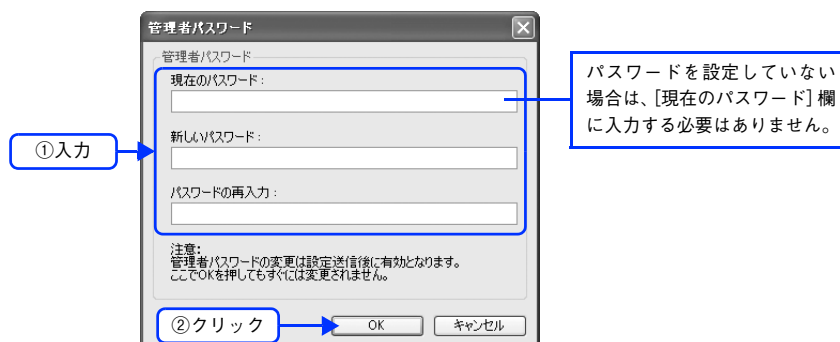 管理者パスワード
管理者パスワード
現在のパスワード：
パスワードを設定していない
場合は、[現在のパスワード]欄
に入力する必要はありません。
①入力
新しいパスワード：
パスワードの再入力：
注意:
管理者パスワードの変更は設定送信後に有効となります。
ここでOKを押してもすぐには変更されません。
②クリック
OK
キャンセル